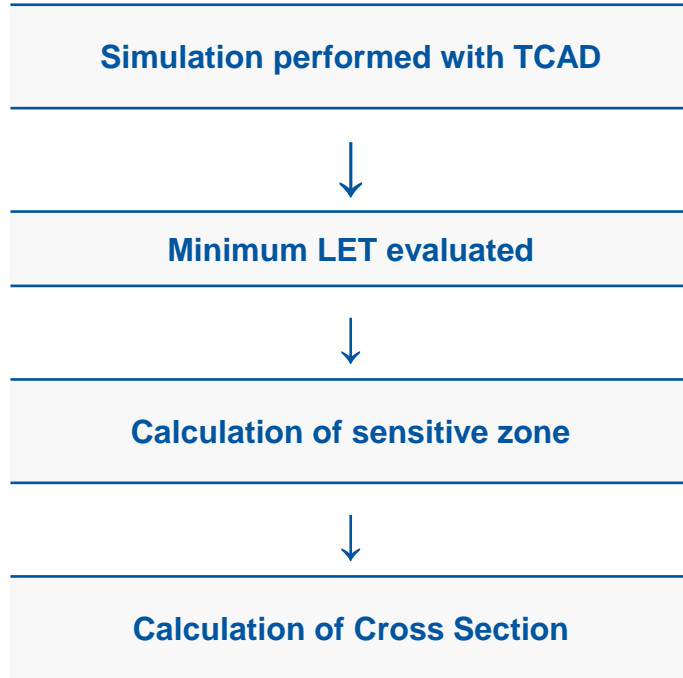 Simulation performed with TCAD
Minimum LET evaluated
Calculation of sensitive zone
Calculation of Cross Section